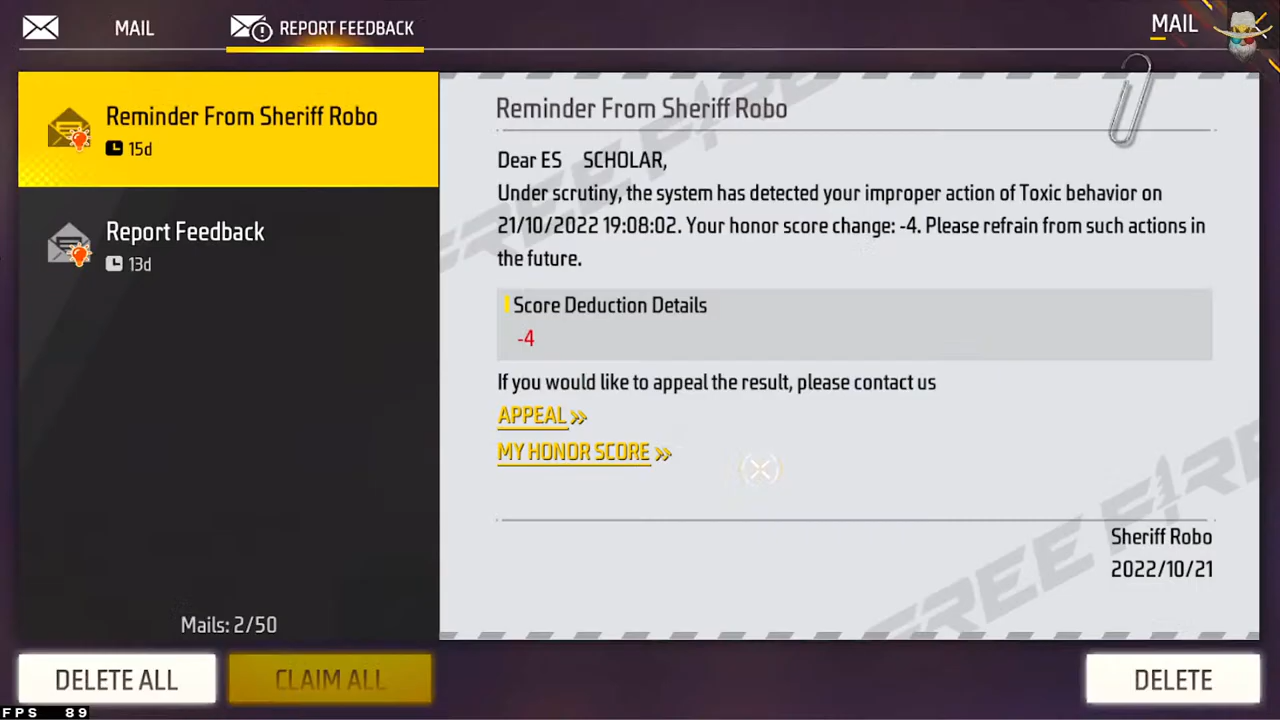 MAIL
REPORT FEEDBACK
MAIL
Reminder From Sheriff Robo
15d
Report Feedback
13d
Mails: 2/50
DELETE ALL
CLAIM ALL
Reminder From Sheriff Robo
Dear ES SCHOLAR,
Under scrutiny, the system has detected your improper action of Toxic behavior on
21/10/2022 19:08:02. Your honor score change: -4. Please refrain from such actions in
the future.
Score Deduction Details
-4
If you would like to appeal the result, please contact us
APPEAL >>
MY HONOR SCORE >>
Sheriff Robo
2022/10/21
DELETE
FREE FIRE
FREE FIRE
FPS 89